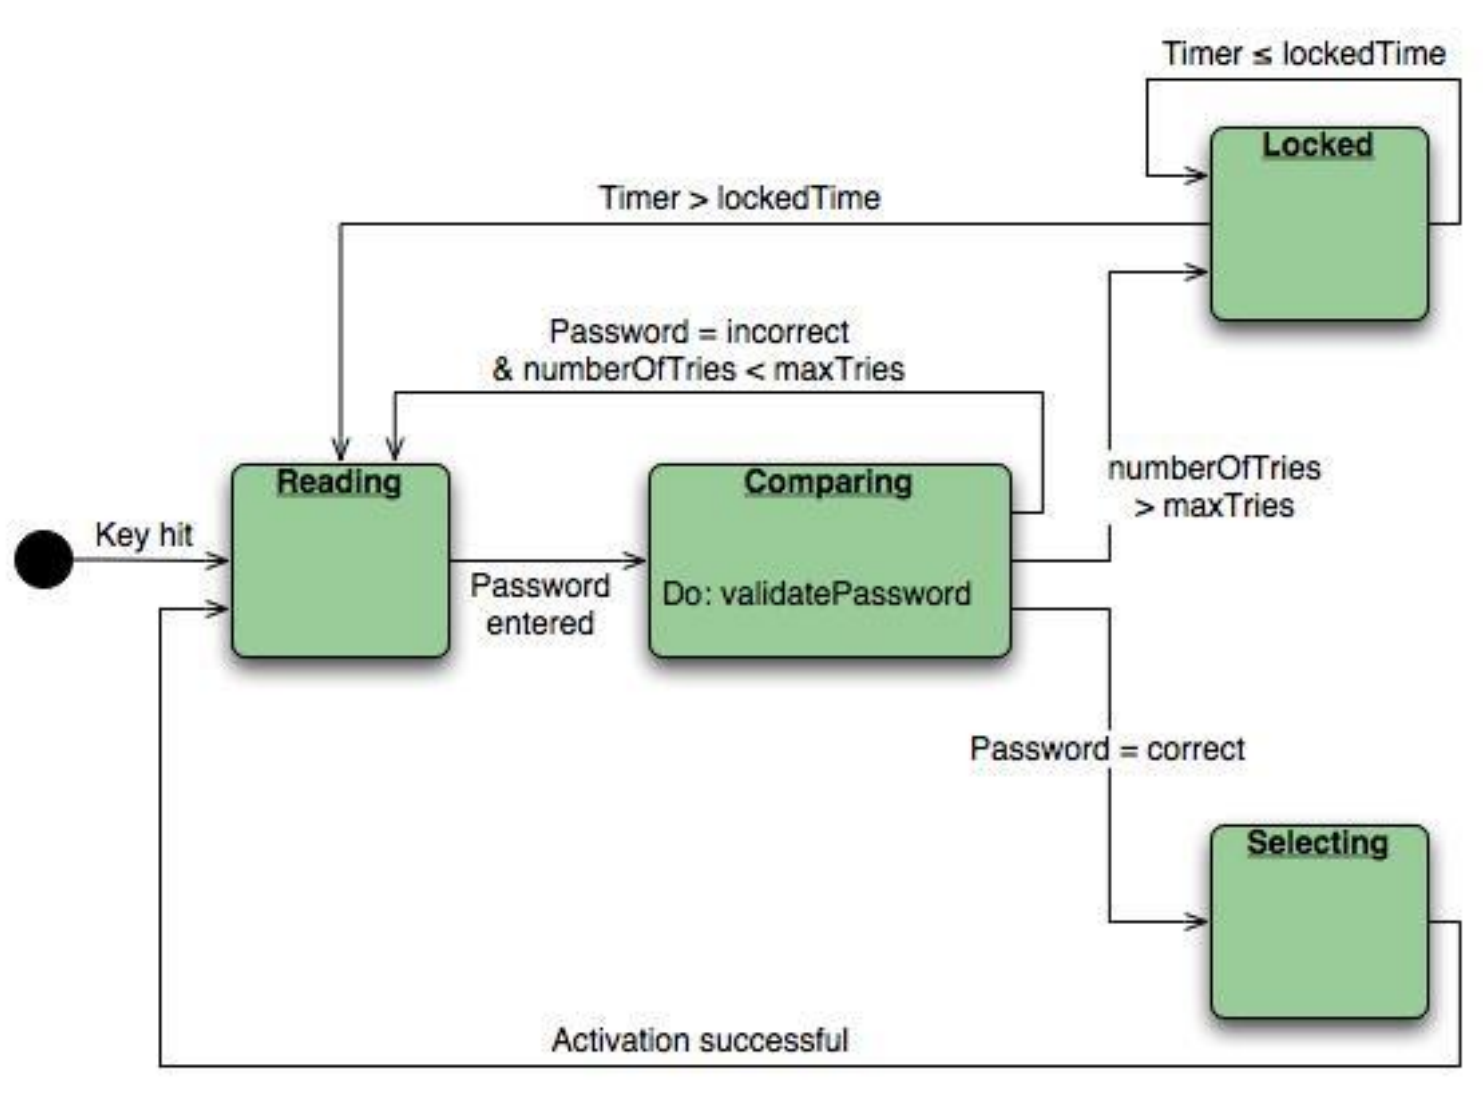 Timer ≤ lockedTime
Locked
Timer > lockedTime
Password = incorrect
& numberOfTries < maxTries
numberOfTries
> maxTries
Reading
Comparing
Key hit
Password
entered
Do: validatePassword
Password = correct
Selecting
Activation successful